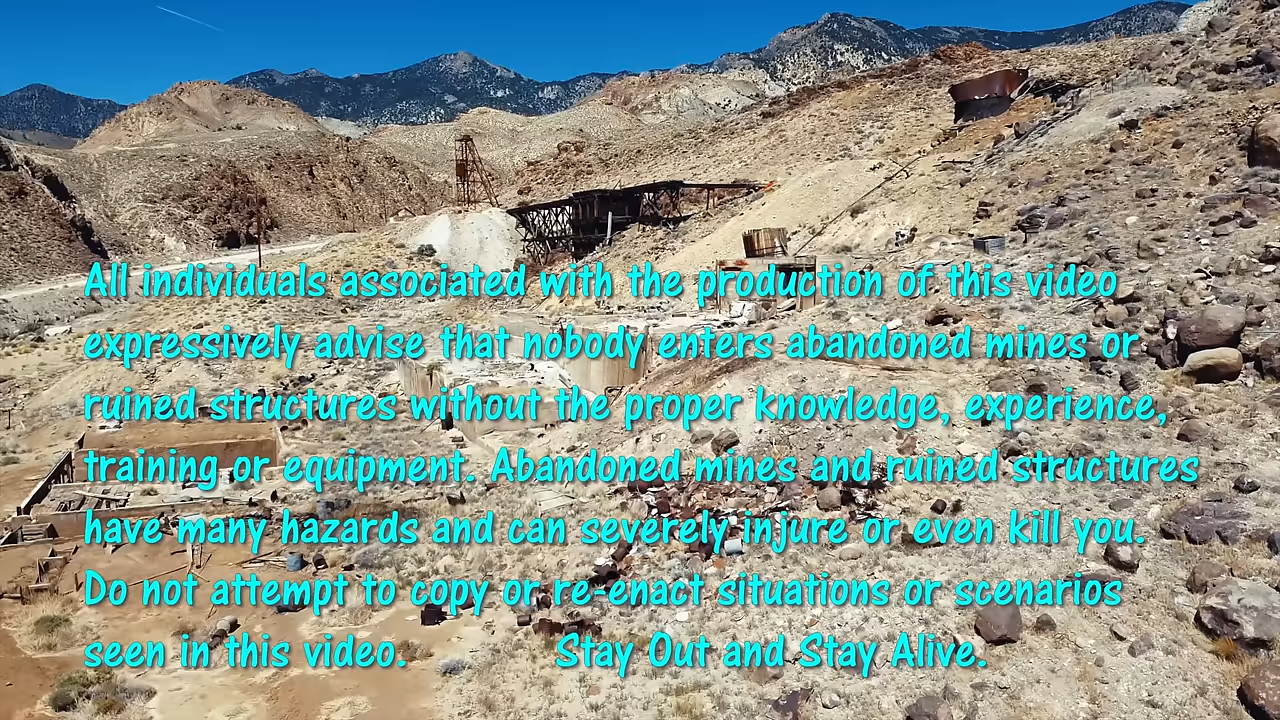 All individuals associated with the production of this video
expressively advise that nobody enters abandoned mines or
ruined structures without the proper knowledge, experience,
training or equipment. Abandoned mines and ruined structures
have many hazards and can severely injure or even kill you.
Do not attempt to copy or re-enact situations or scenarios
seen in this video. Stay Out and Stay Alive.